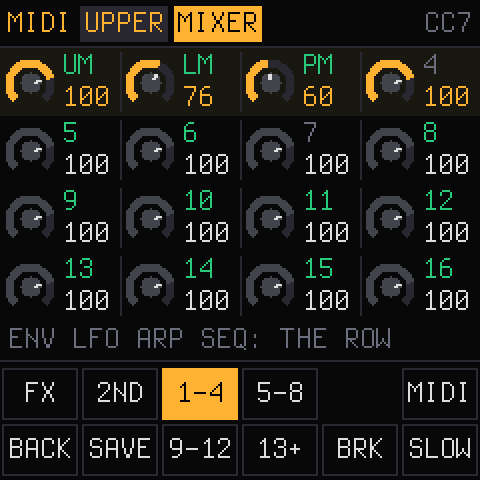 MIDI UPPER MIXER CC7
UM LM PM 4
100 76 60 100
5 6 7 8
100 100 100 100
9 10 11 12
100 100 100 100
13 14 15 16
100 100 100 100
ENV LFO ARP SEQ: THE ROW
FX 2ND 1-4 5-8 MIDI
BACK SAVE 9-12 13+ BRK SLOW